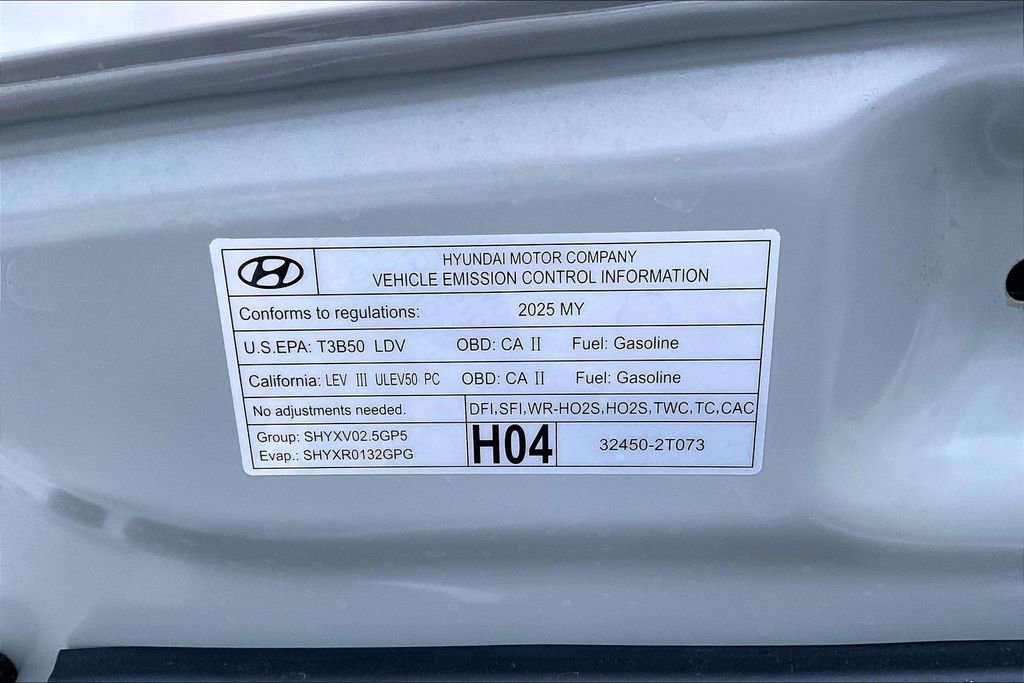 HYUNDAI MOTOR COMPANY
VEHICLE EMISSION CONTROL INFORMATION
Conforms to regulations: 2025 MY
U.S.EPA: T3B50 LDV OBD: CA II Fuel: Gasoline
California: LEV III ULEV50 PC OBD: CA II Fuel: Gasoline
No adjustments needed. DFI,SFI,WR-HO2S,HO2S,TWC,TC,CAC
Group: SHYXV02.5GP5
Evap.: SHYXR0132GPG
H04 32450-2T073